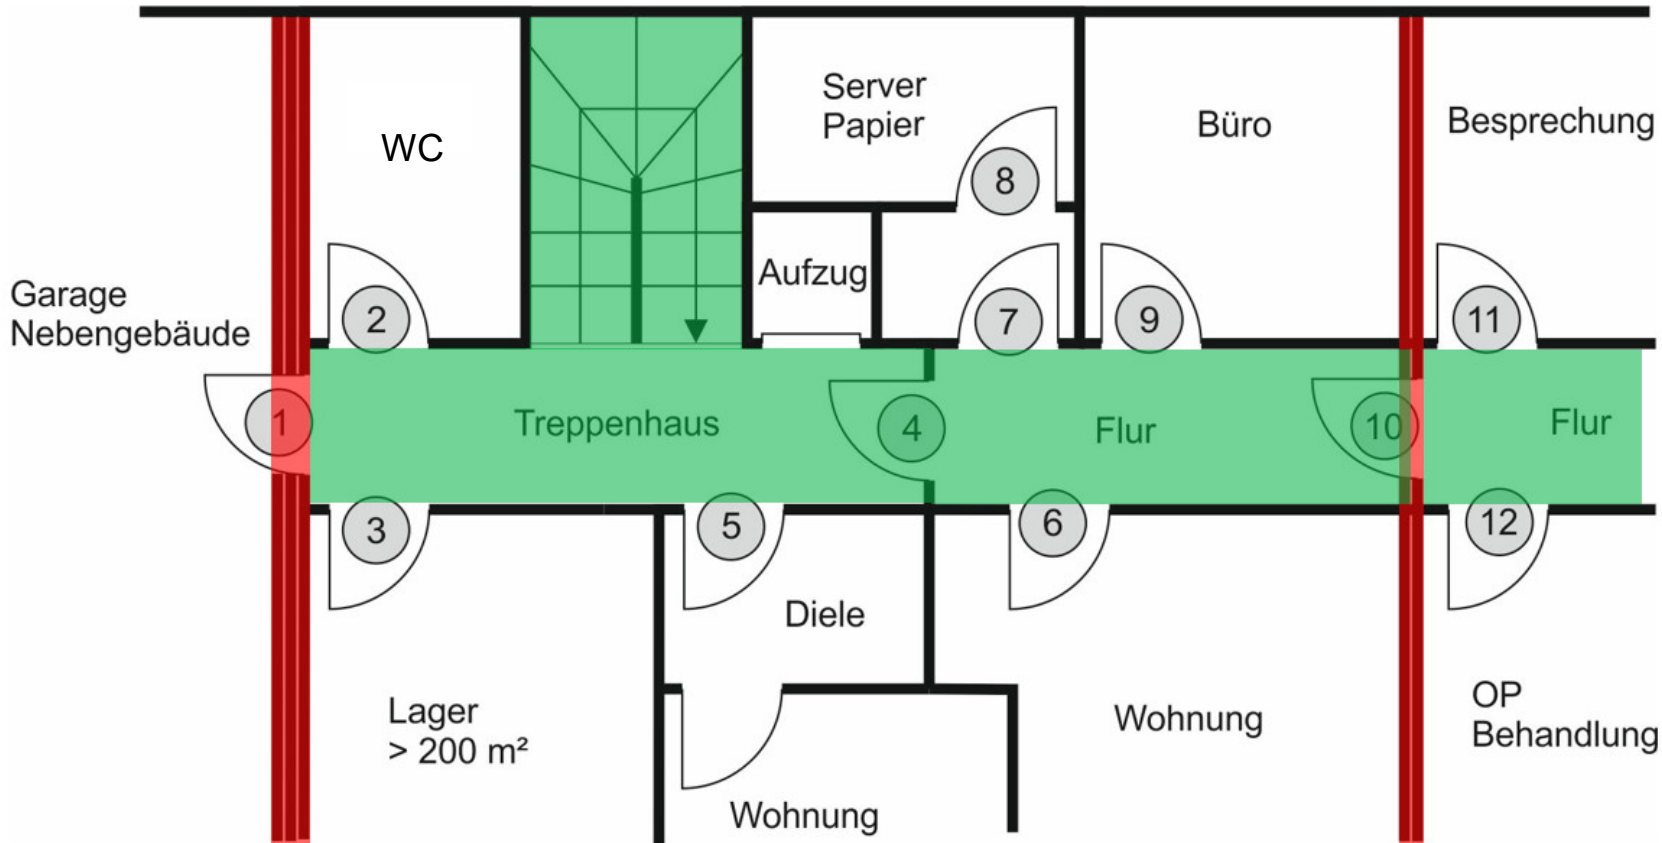 WC
Server
Papier
Büro
Besprechung
8
Aufzug
Garage
Nebengebäude
2
7
9
11
1
Treppenhaus
4
Flur
10
Flur
3
5
6
12
Diele
Lager
> 200 m²
Wohnung
OP
Behandlung
Wohnung